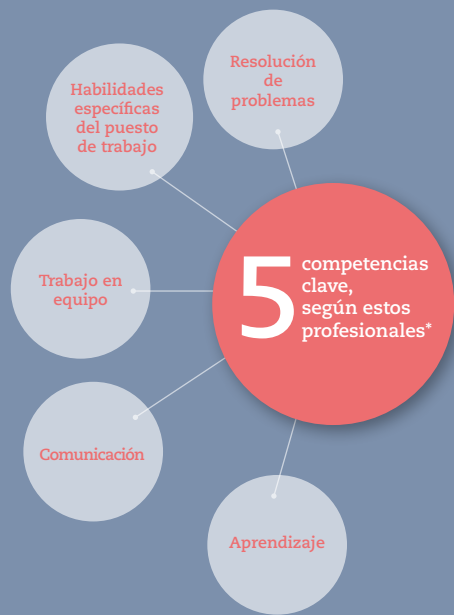 Resolución
de
problemas
Habilidades
específicas
del puesto
de trabajo
5 competencias
clave,
según estos
profesionales*
Trabajo en
equipo
Comunicación
Aprendizaje